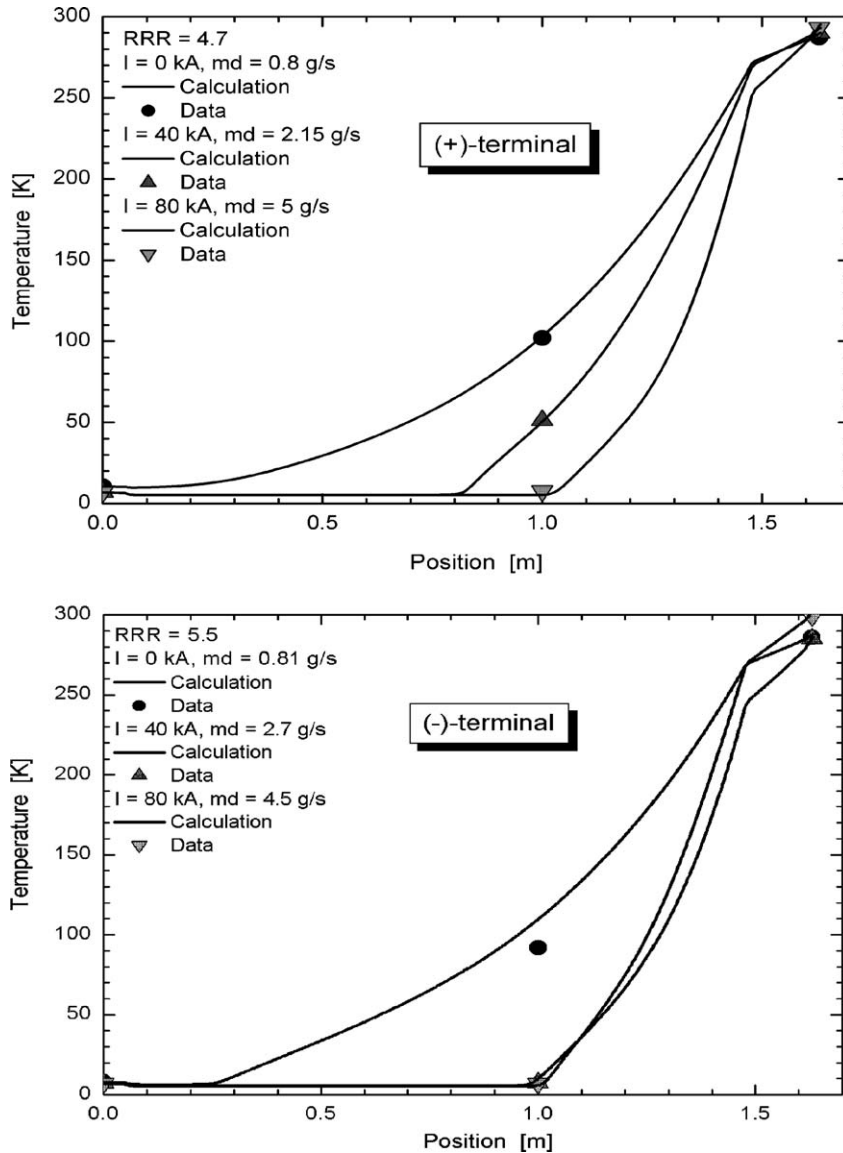 300
250
200
150
100
50
0
Temperature [K]
RRR = 4.7
I = 0 kA, md = 0.8 g/s
Calculation
Data
I = 40 kA, md = 2.15 g/s
Calculation
Data
I = 80 kA, md = 5 g/s
Calculation
Data
(+)-terminal
0.0
0.5
1.0
1.5
Position [m]
300
250
200
150
100
50
0
Temperature [K]
RRR = 5.5
I = 0 kA, md = 0.81 g/s
Calculation
Data
I = 40 kA, md = 2.7 g/s
Calculation
Data
I = 80 kA, md = 4.5 g/s
Calculation
Data
(-)-terminal
0.0
0.5
1.0
1.5
Position [m]